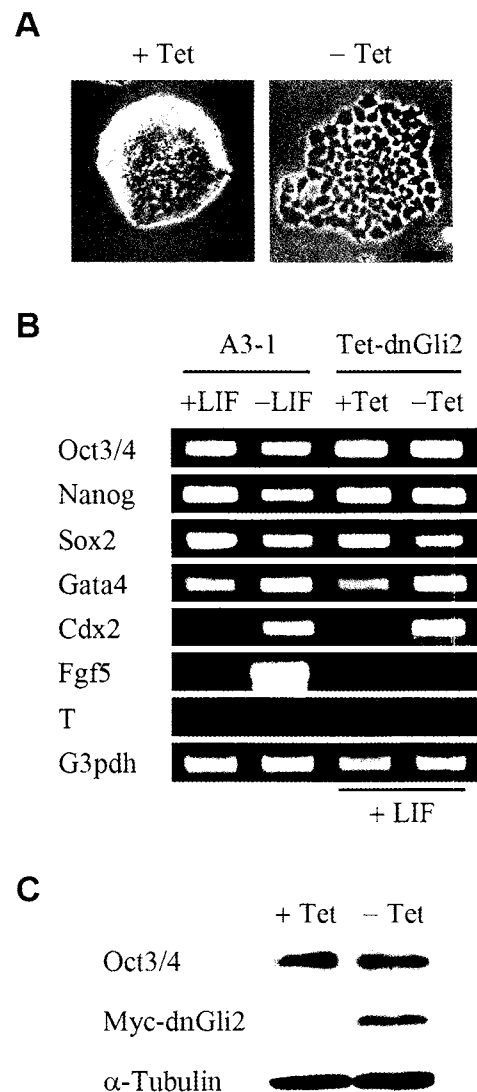 A
+ Tet
– Tet
B
A3-1
Tet-dnGli2
+LIF
–LIF
+Tet
–Tet
Oct3/4
Nanog
Sox2
Gata4
Cdx2
Fgf5
T
G3pdh
+ LIF
C
+ Tet
– Tet
Oct3/4
Myc-dnGli2
α-Tubulin